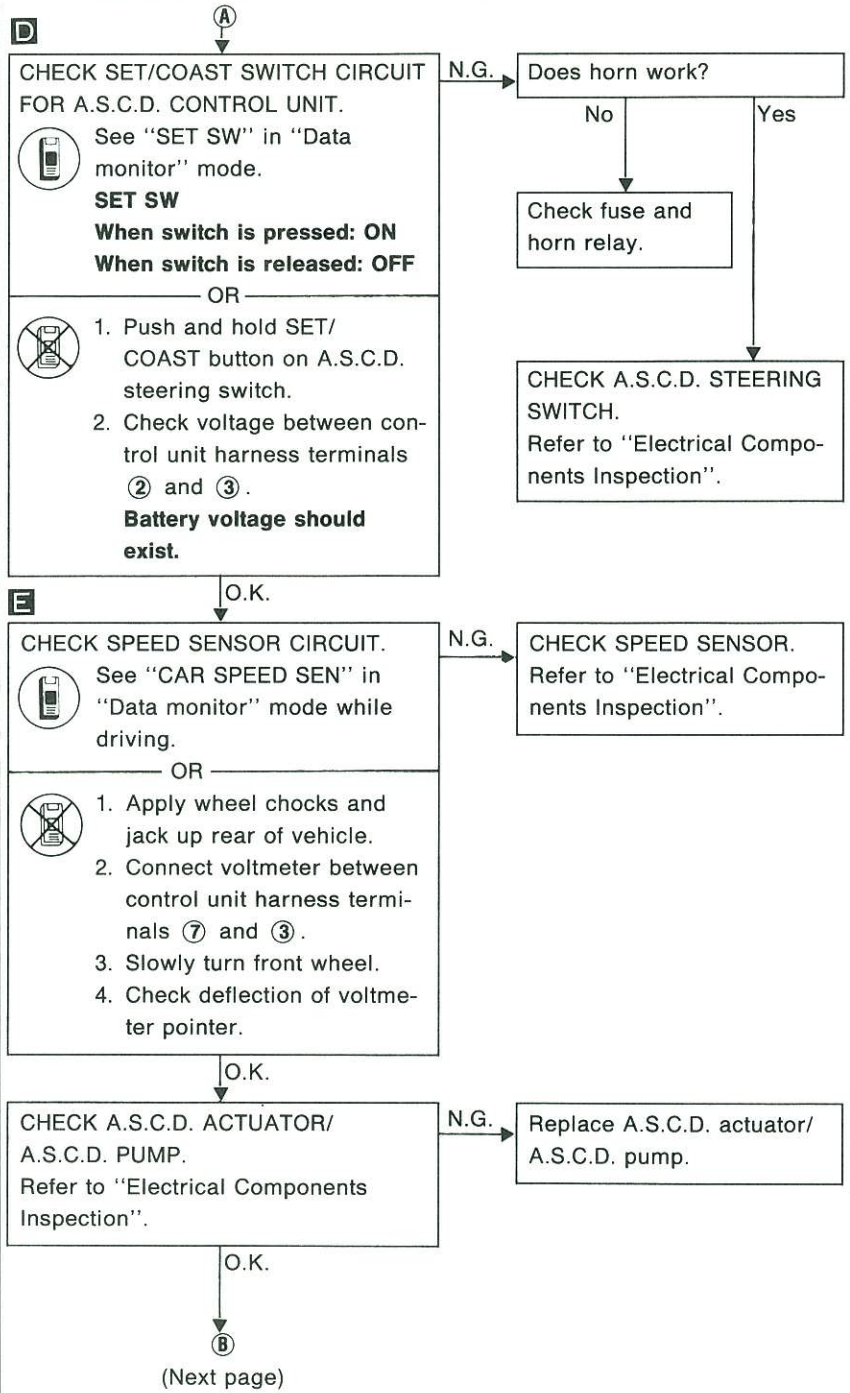 A
D
CHECK SET/COAST SWITCH CIRCUIT
FOR A.S.C.D. CONTROL UNIT.
See "SET SW" in "Data
monitor" mode.
SET SW
When switch is pressed: ON
When switch is released: OFF
OR
1. Push and hold SET/
COAST button on A.S.C.D.
steering switch.
2. Check voltage between con-
trol unit harness terminals
② and ③.
Battery voltage should
exist.
N.G.
Does horn work?
No
Yes
Check fuse and
horn relay.
CHECK A.S.C.D. STEERING
SWITCH.
Refer to "Electrical Compo-
nents Inspection".
O.K.
E
CHECK SPEED SENSOR CIRCUIT.
See "CAR SPEED SEN" in
"Data monitor" mode while
driving.
OR
1. Apply wheel chocks and
jack up rear of vehicle.
2. Connect voltmeter between
control unit harness termi-
nals ⑦ and ③.
3. Slowly turn front wheel.
4. Check deflection of voltme-
ter pointer.
N.G.
CHECK SPEED SENSOR.
Refer to "Electrical Compo-
nents Inspection".
O.K.
CHECK A.S.C.D. ACTUATOR/
A.S.C.D. PUMP.
Refer to "Electrical Components
Inspection".
N.G.
Replace A.S.C.D. actuator/
A.S.C.D. pump.
O.K.
B
(Next page)